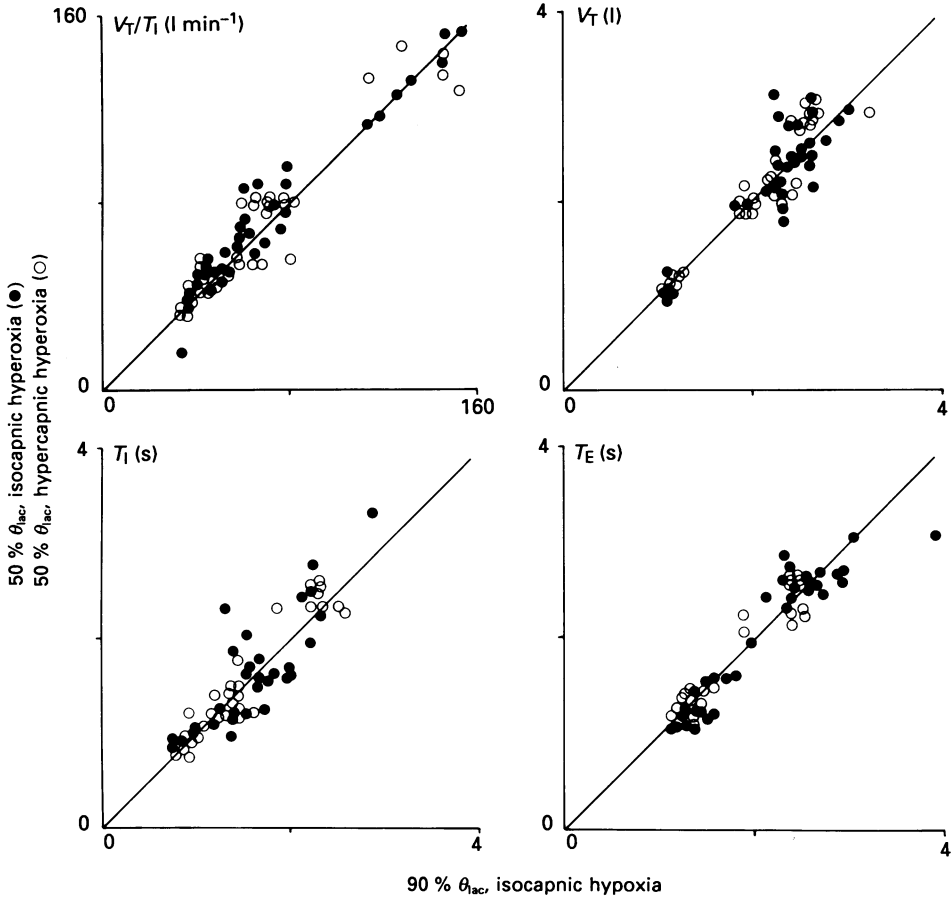 160
V_T/T_I (l min⁻¹)
0
0
160
4
V_T (l)
0
0
4
50 % θ_lac, isocapnic hyperoxia (●)
50 % θ_lac, hypercapnic hyperoxia (○)
4
T_I (s)
0
0
4
4
T_E (s)
0
0
4
90 % θ_lac, isocapnic hypoxia